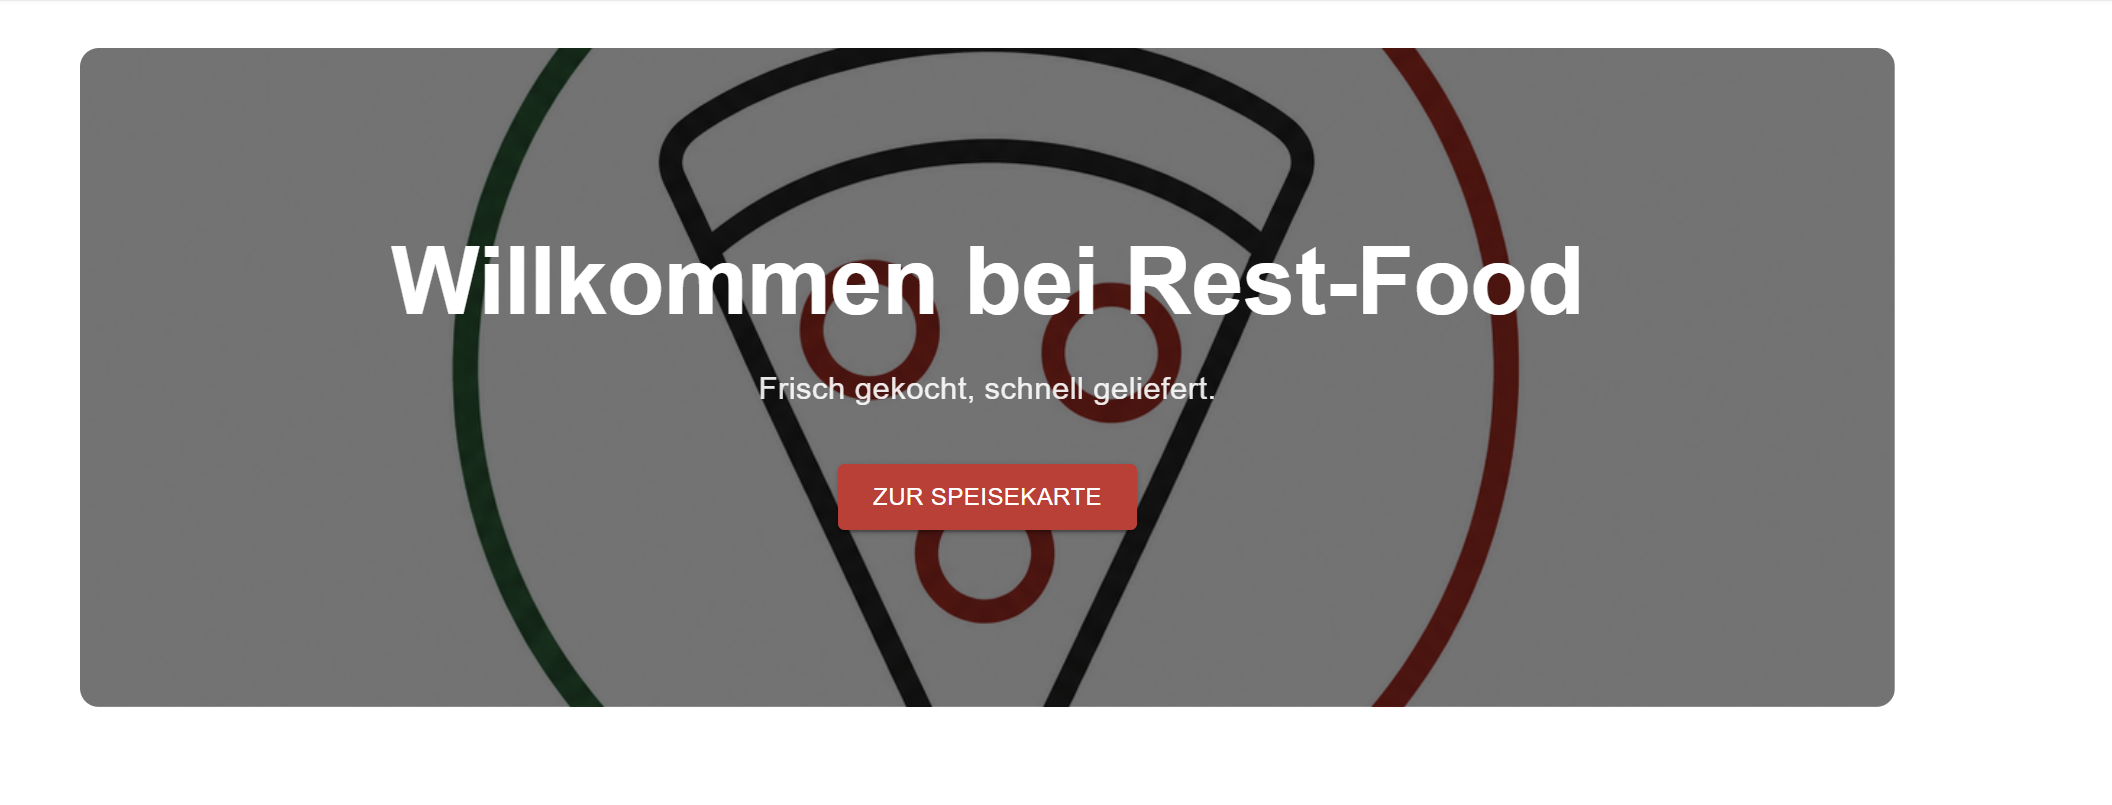 Willkommen bei Rest-Food
Frisch gekocht, schnell geliefert.
ZUR SPEISEKARTE